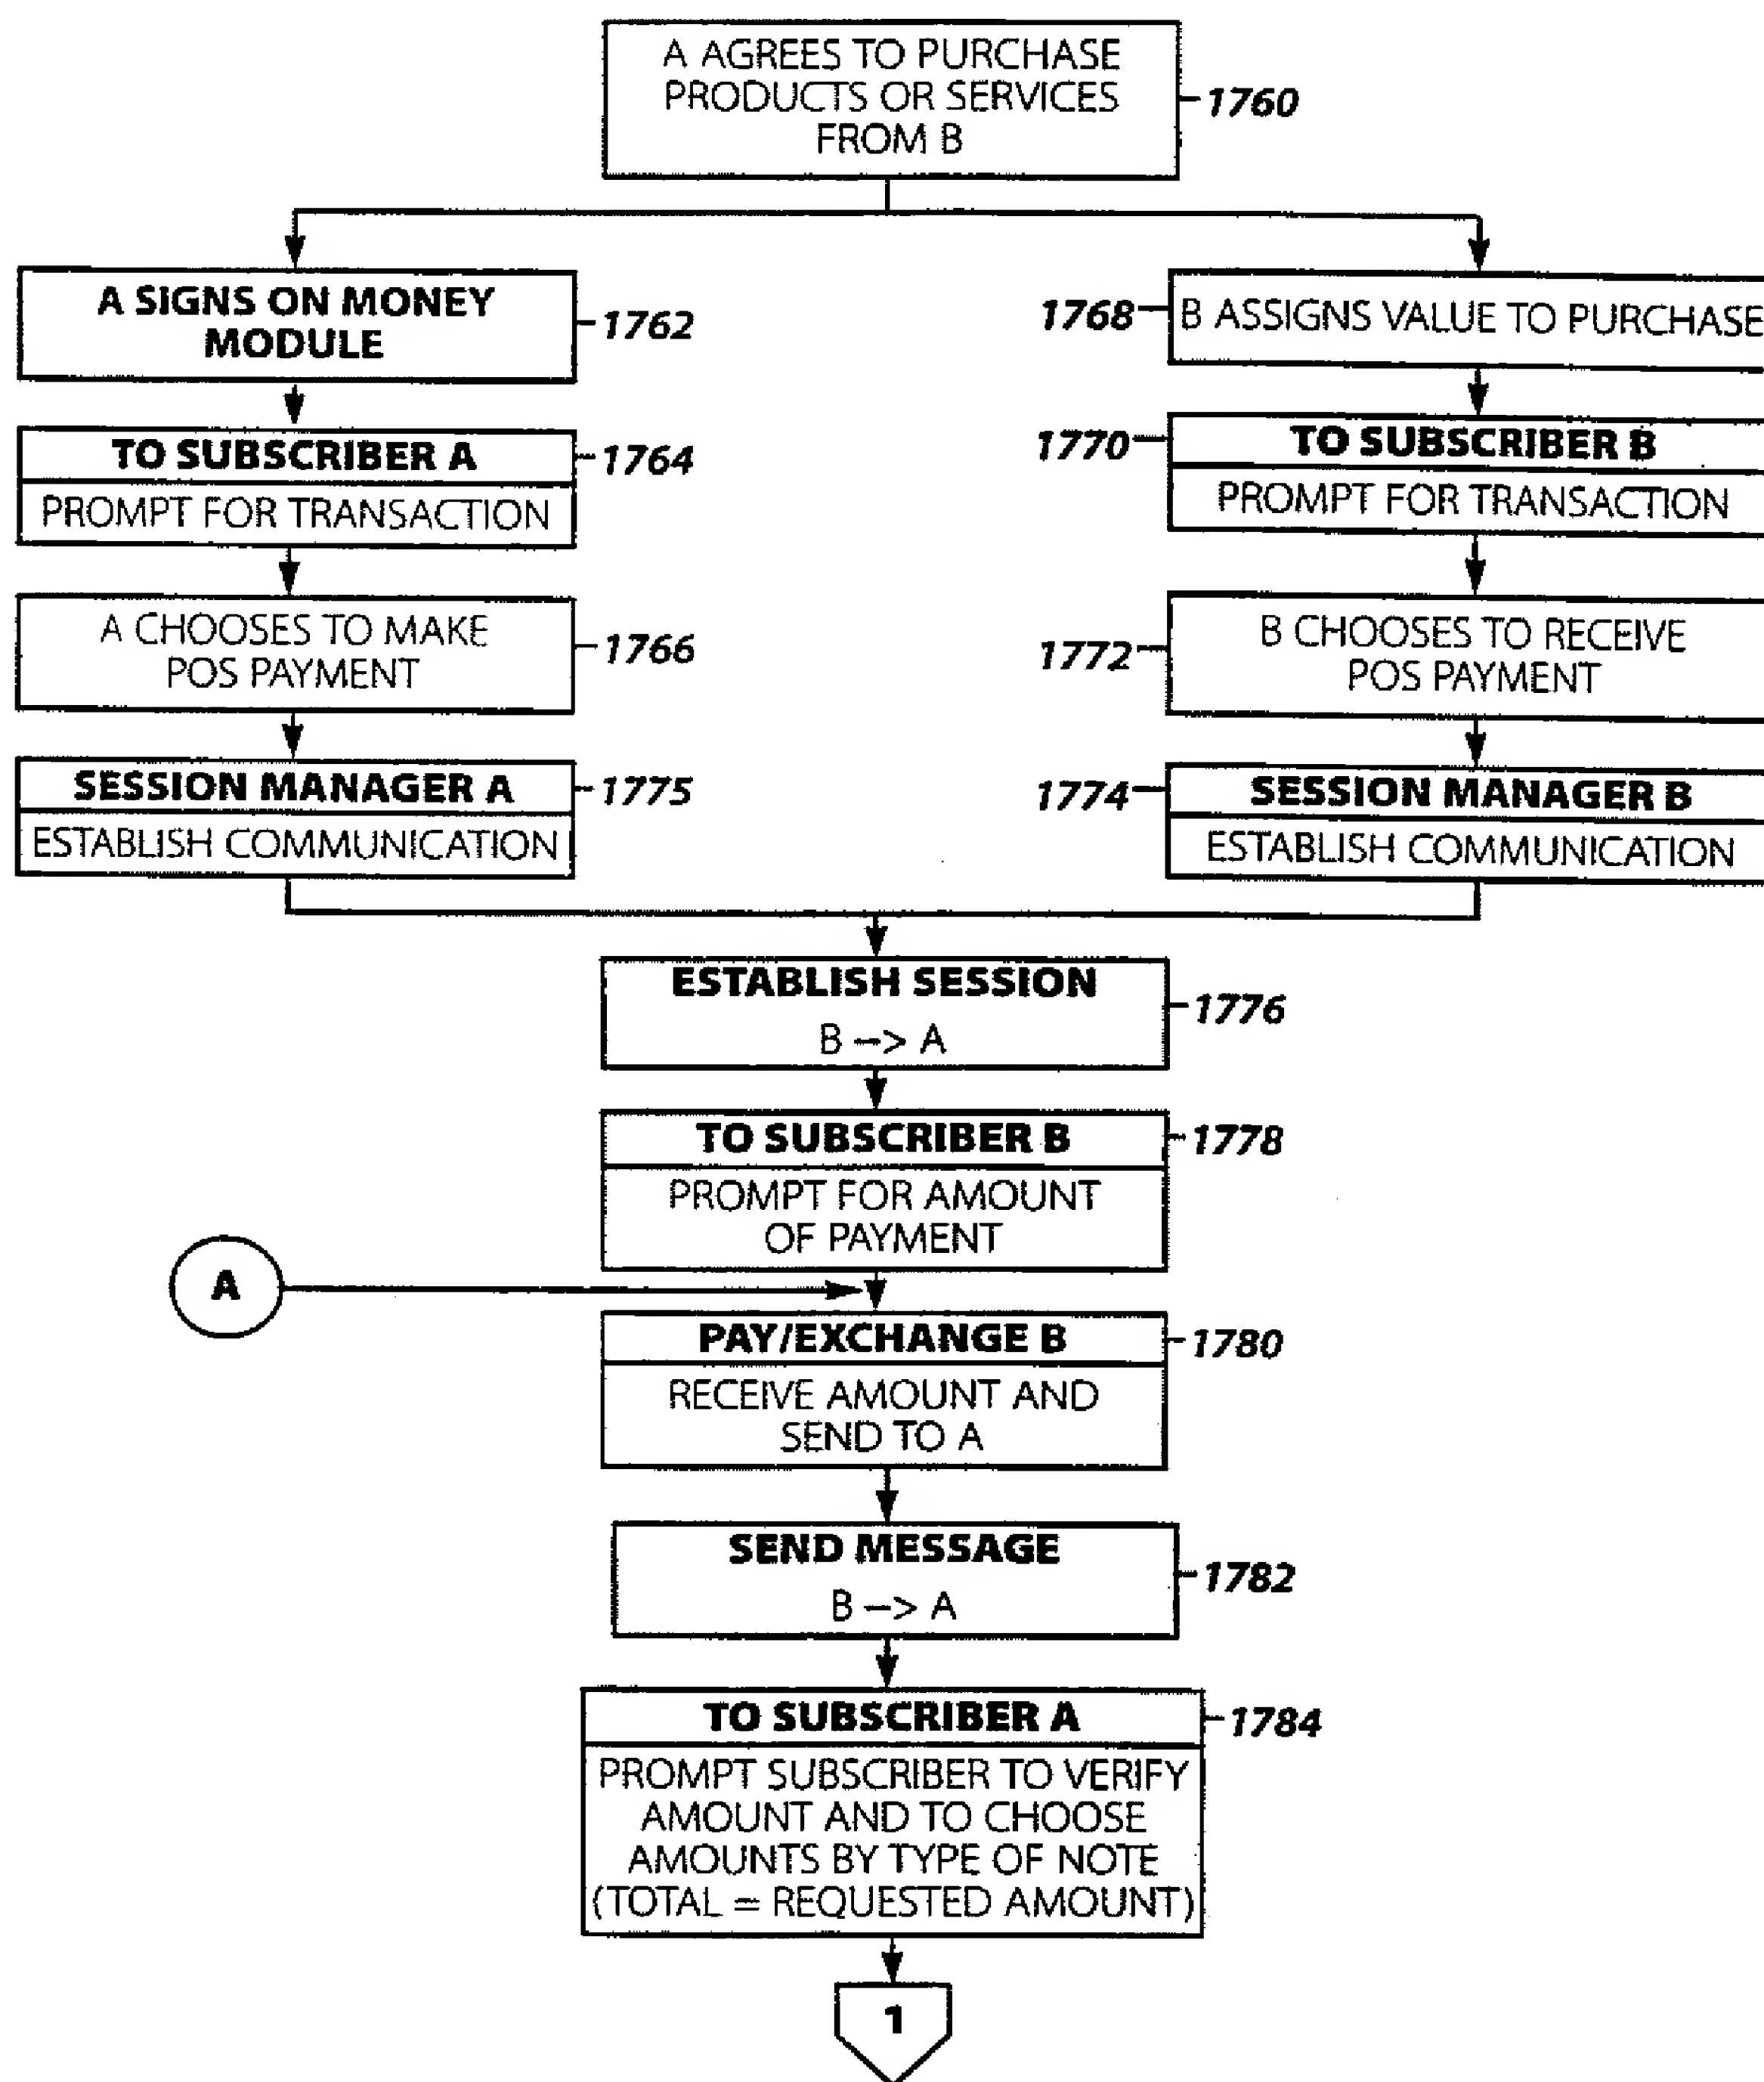 A AGREES TO PURCHASE
PRODUCTS OR SERVICES
FROM B
1760
A SIGNS ON MONEY
MODULE
1762
TO SUBSCRIBER A
1764
PROMPT FOR TRANSACTION
A CHOOSES TO MAKE
POS PAYMENT
1766
SESSION MANAGER A
1775
ESTABLISH COMMUNICATION
1768
B ASSIGNS VALUE TO PURCHASE
1770
TO SUBSCRIBER B
PROMPT FOR TRANSACTION
1772
B CHOOSES TO RECEIVE
POS PAYMENT
1774
SESSION MANAGER B
ESTABLISH COMMUNICATION
ESTABLISH SESSION
B --> A
1776
TO SUBSCRIBER B
1778
PROMPT FOR AMOUNT
OF PAYMENT
A
PAY/EXCHANGE B
1780
RECEIVE AMOUNT AND
SEND TO A
SEND MESSAGE
B --> A
1782
TO SUBSCRIBER A
1784
PROMPT SUBSCRIBER TO VERIFY
AMOUNT AND TO CHOOSE
AMOUNTS BY TYPE OF NOTE
(TOTAL = REQUESTED AMOUNT)
1